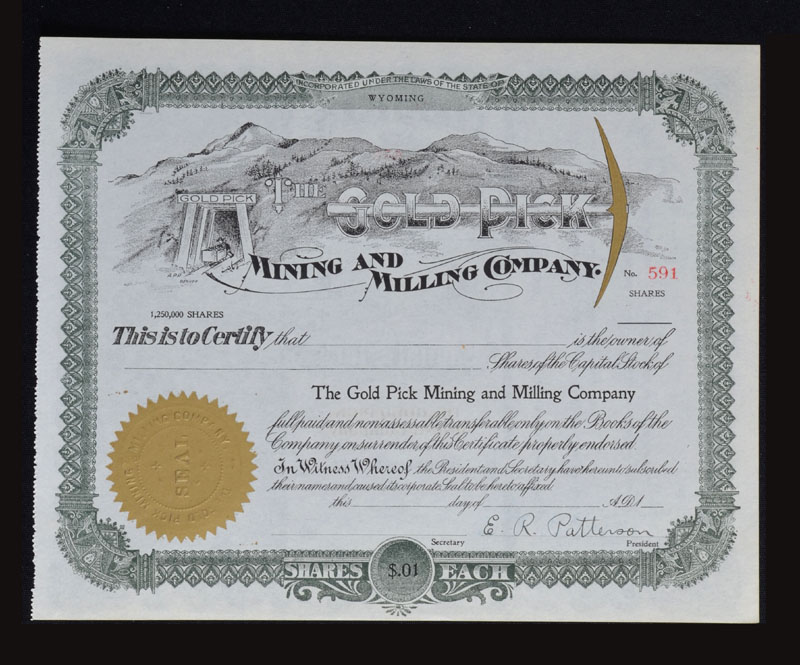 INCORPORATED UNDER THE LAWS OF THE STATE OF
WYOMING
GOLD PICK
THE GOLD PICK
MINING AND
MILLING COMPANY.
No. 591
SHARES
1,250,000 SHARES
This is to Certify that is the owner of
Shares of the Capital Stock of
The Gold Pick Mining and Milling Company
full paid and non assessable, transferable only on the Books of the
Company on surrender of this Certificate properly endorsed.
In Witness Whereof, the President and Secretary have hereunto subscribed
their names and caused its corporate Seal to be hereto affixed
this day of A.D.1
SEAL
E. R. Patterson
Secretary President
SHARES $.01 EACH